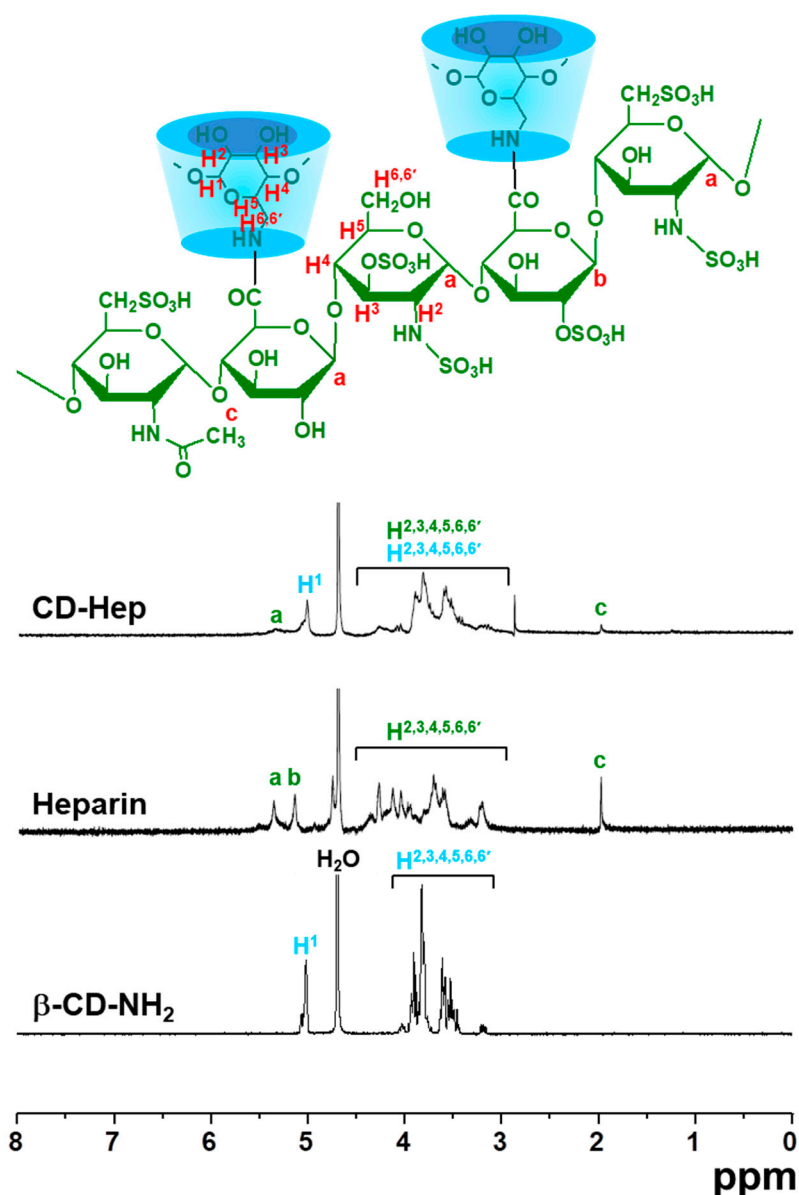 HO OH
O O
O
HN
CH₂SO₃H
O
OH
a
O
HN
SO₃H
HO OH
H² H³
O O
H¹ H⁴
O
H⁵
H⁶,⁶′
HN
H⁶,⁶′
CH₂OH
CO
H⁵
O
O
OH
b
O
H⁴
OSO₃H
a
O
OSO₃H
H³
H²
HN
SO₃H
CH₂SO₃H
OC
O
O
OH
O
OH
a
O
c
OH
HN
CH₃
O
O
H²,³,⁴,⁵,⁶,⁶′
H²,³,⁴,⁵,⁶,⁶′
H¹
CD-Hep
a
c
H²,³,⁴,⁵,⁶,⁶′
a b
c
Heparin
H₂O
H²,³,⁴,⁵,⁶,⁶′
H¹
β-CD-NH₂
8 7 6 5 4 3 2 1 0
ppm